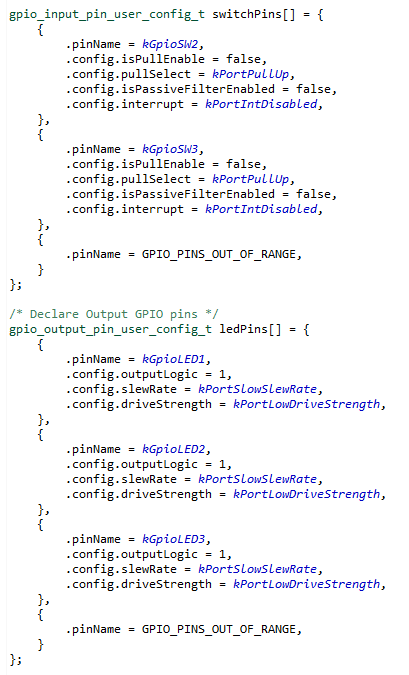 gpio_input_pin_user_config_t switchPins[] = {
    {
        .pinName = kGpioSW2,
        .config.isPullEnable = false,
        .config.pullSelect = kPortPullUp,
        .config.isPassiveFilterEnabled = false,
        .config.interrupt = kPortIntDisabled,
    },
    {
        .pinName = kGpioSW3,
        .config.isPullEnable = false,
        .config.pullSelect = kPortPullUp,
        .config.isPassiveFilterEnabled = false,
        .config.interrupt = kPortIntDisabled,
    },
    {
        .pinName = GPIO_PINS_OUT_OF_RANGE,
    }
};
/* Declare Output GPIO pins */
gpio_output_pin_user_config_t ledPins[] = {
    {
        .pinName = kGpioLED1,
        .config.outputLogic = 1,
        .config.slewRate = kPortSlowSlewRate,
        .config.driveStrength = kPortLowDriveStrength,
    },
    {
        .pinName = kGpioLED2,
        .config.outputLogic = 1,
        .config.slewRate = kPortSlowSlewRate,
        .config.driveStrength = kPortLowDriveStrength,
    },
    {
        .pinName = kGpioLED3,
        .config.outputLogic = 1,
        .config.slewRate = kPortSlowSlewRate,
        .config.driveStrength = kPortLowDriveStrength,
    },
    {
        .pinName = GPIO_PINS_OUT_OF_RANGE,
    }
};